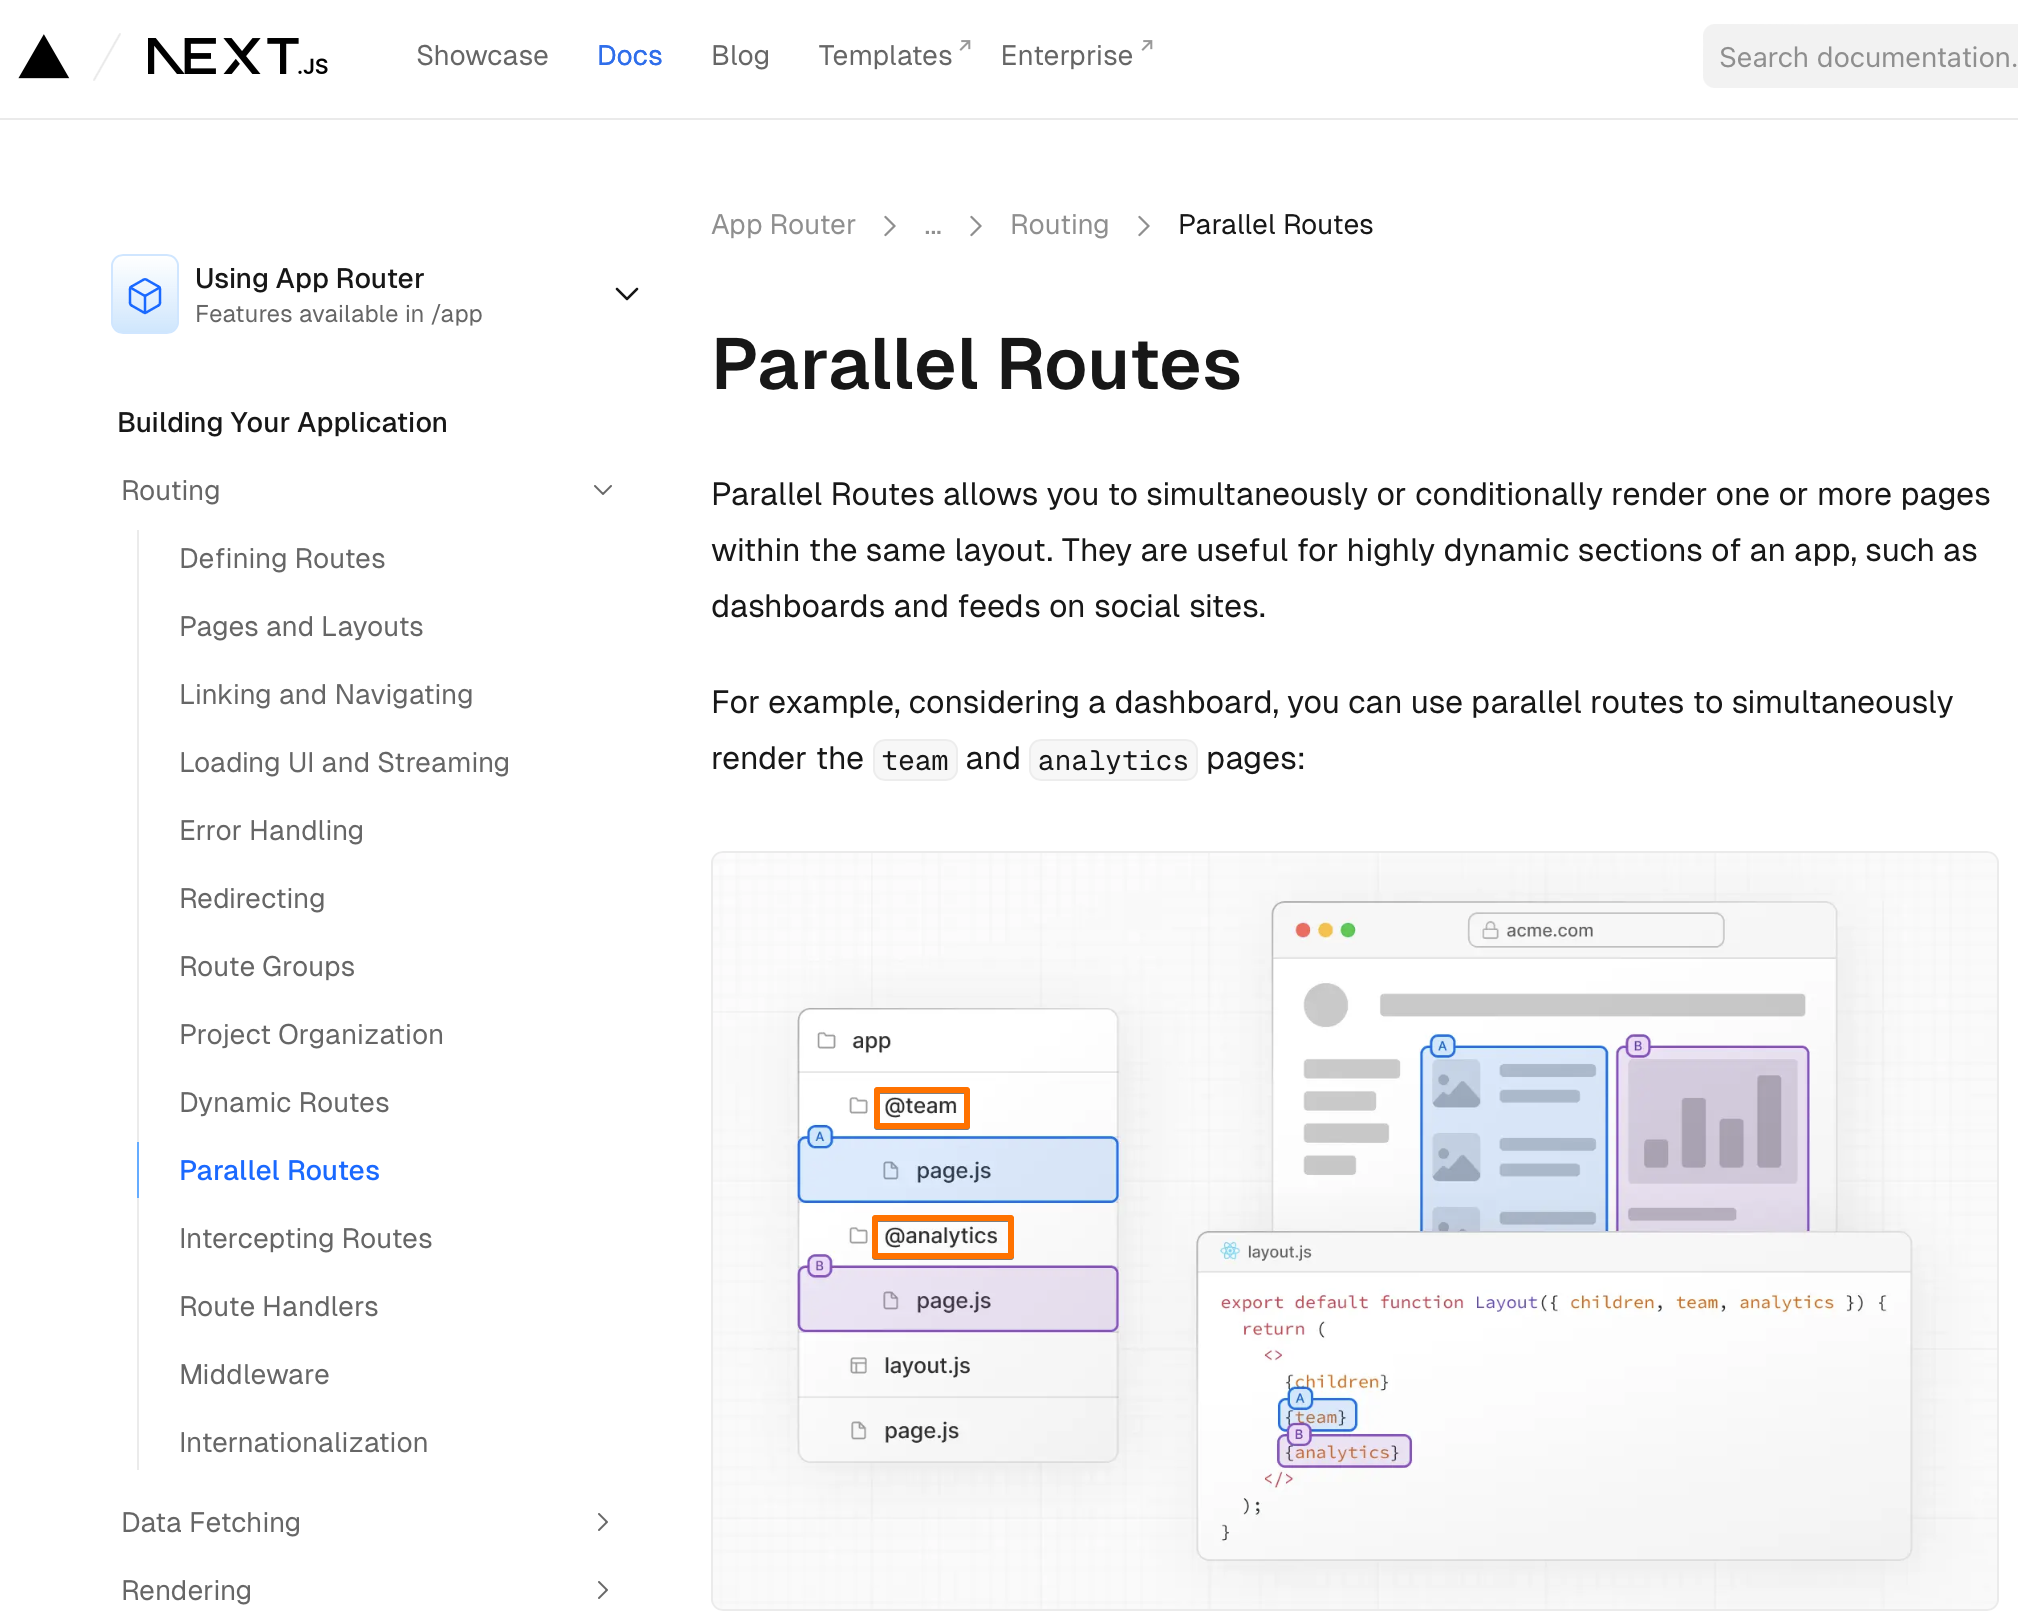 NEXT.JS
Showcase
Docs
Blog
Templates
Enterprise
Search documentation.
Using App Router
Features available in /app
Building Your Application
Routing
Defining Routes
Pages and Layouts
Linking and Navigating
Loading UI and Streaming
Error Handling
Redirecting
Route Groups
Project Organization
Dynamic Routes
Parallel Routes
Intercepting Routes
Route Handlers
Middleware
Internationalization
Data Fetching
Rendering
App Router > ... > Routing > Parallel Routes
Parallel Routes
Parallel Routes allows you to simultaneously or conditionally render one or more pages
within the same layout. They are useful for highly dynamic sections of an app, such as
dashboards and feeds on social sites.
For example, considering a dashboard, you can use parallel routes to simultaneously
render the team and analytics pages:
app
@team
A
page.js
@analytics
B
page.js
layout.js
page.js
acme.com
A
B
layout.js
export default function Layout({ children, team, analytics }) {
return (
<>
{children}
A
{team}
B
{analytics}
</>
);
}